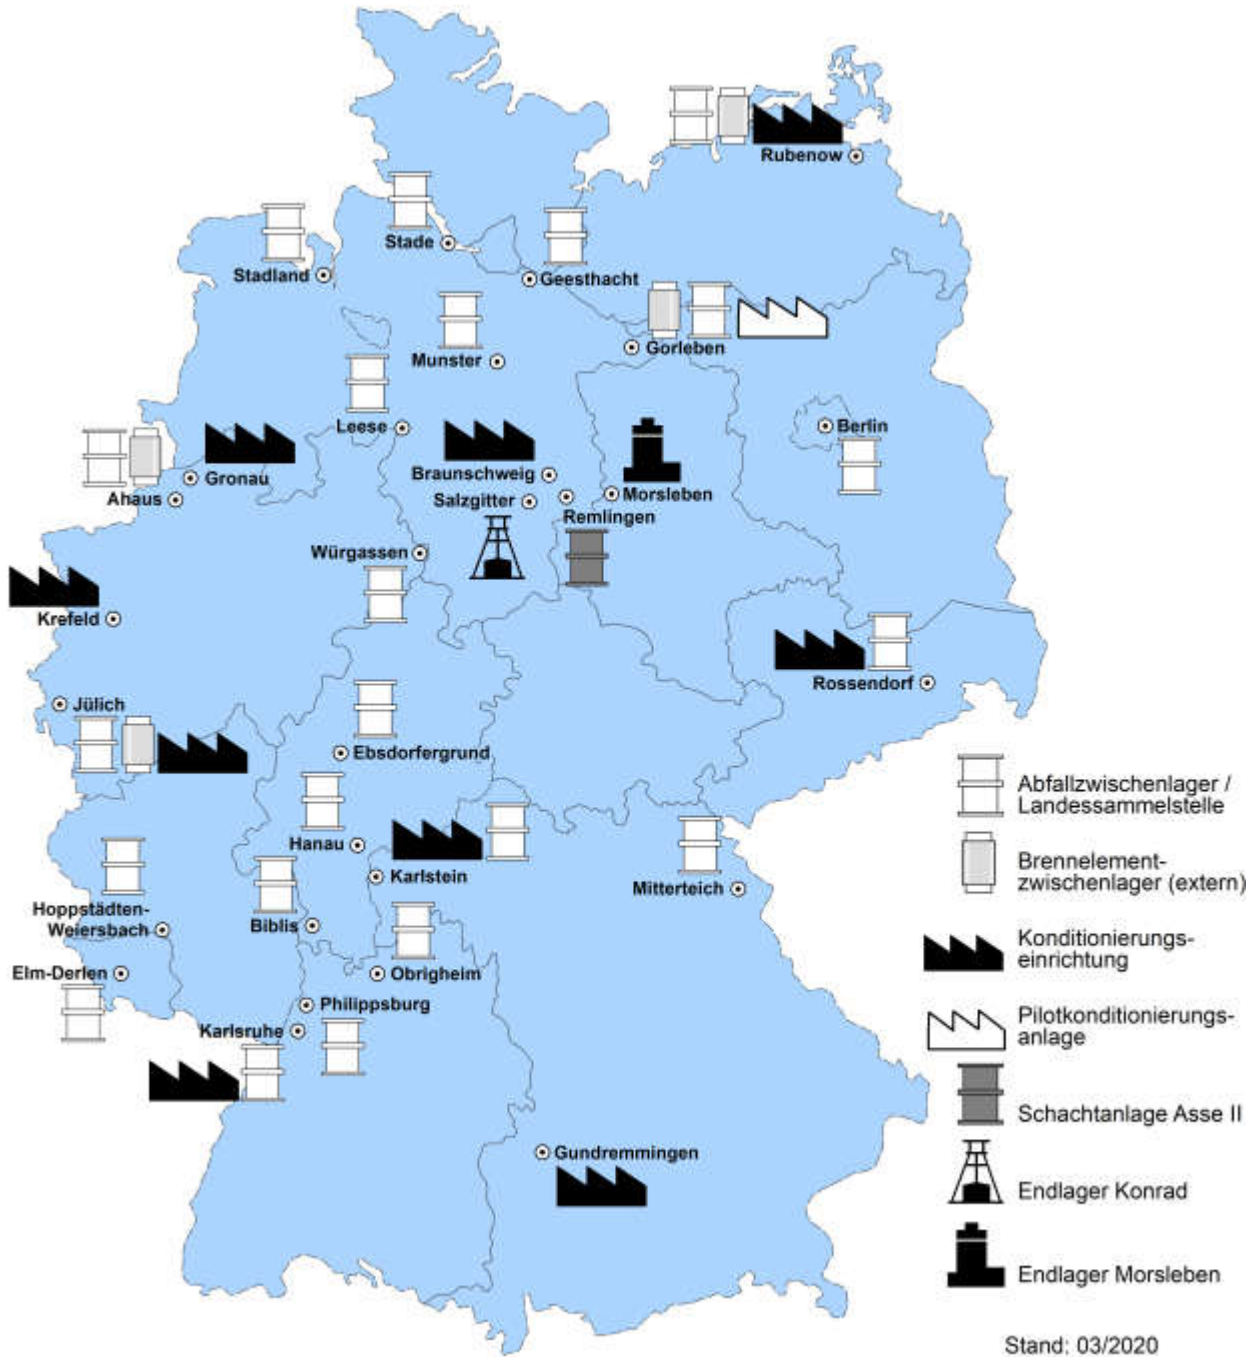 Rubenow
Stade
Stadland
Geesthacht
Munster
Gorleben
Leese
Berlin
Gronau
Braunschweig
Ahaus
Salzgitter
Morsleben
Remlingen
Würgassen
Krefeld
Rossendorf
Jülich
Ebsdorfergrund
Hanau
Karlstein
Mitterteich
Hoppstädten-
Weiersbach
Biblis
Elm-Derlen
Obrigheim
Philippsburg
Karlsruhe
Gundremmingen
Abfallzwischenlager /
Landessammelstelle
Brennelement-
zwischenlager (extern)
Konditionierungs-
einrichtung
Pilotkonditionierungs-
anlage
Schachtanlage Asse II
Endlager Konrad
Endlager Morsleben
Stand: 03/2020